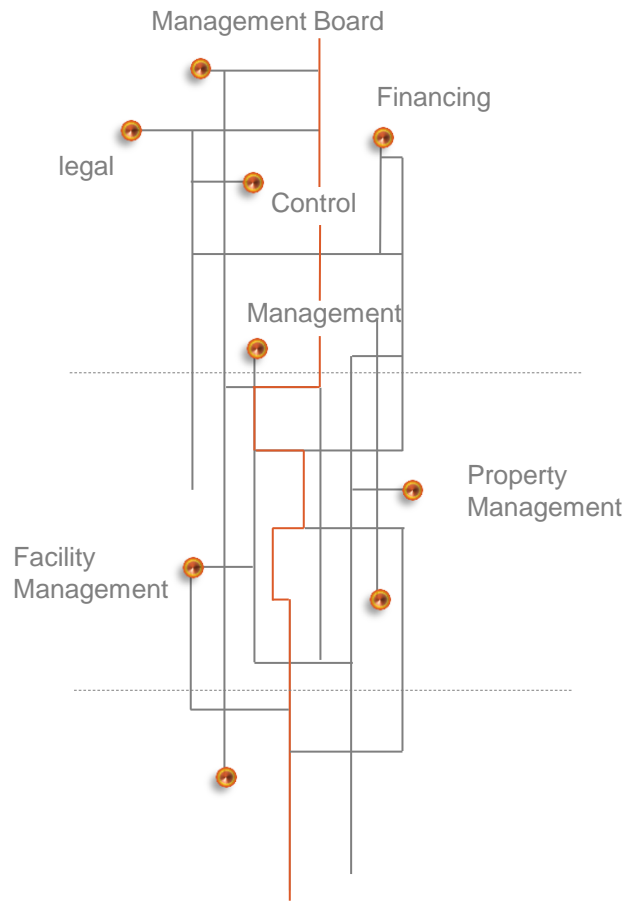 Management Board
Financing
legal
Control
Management
Property
Management
Facility
Management